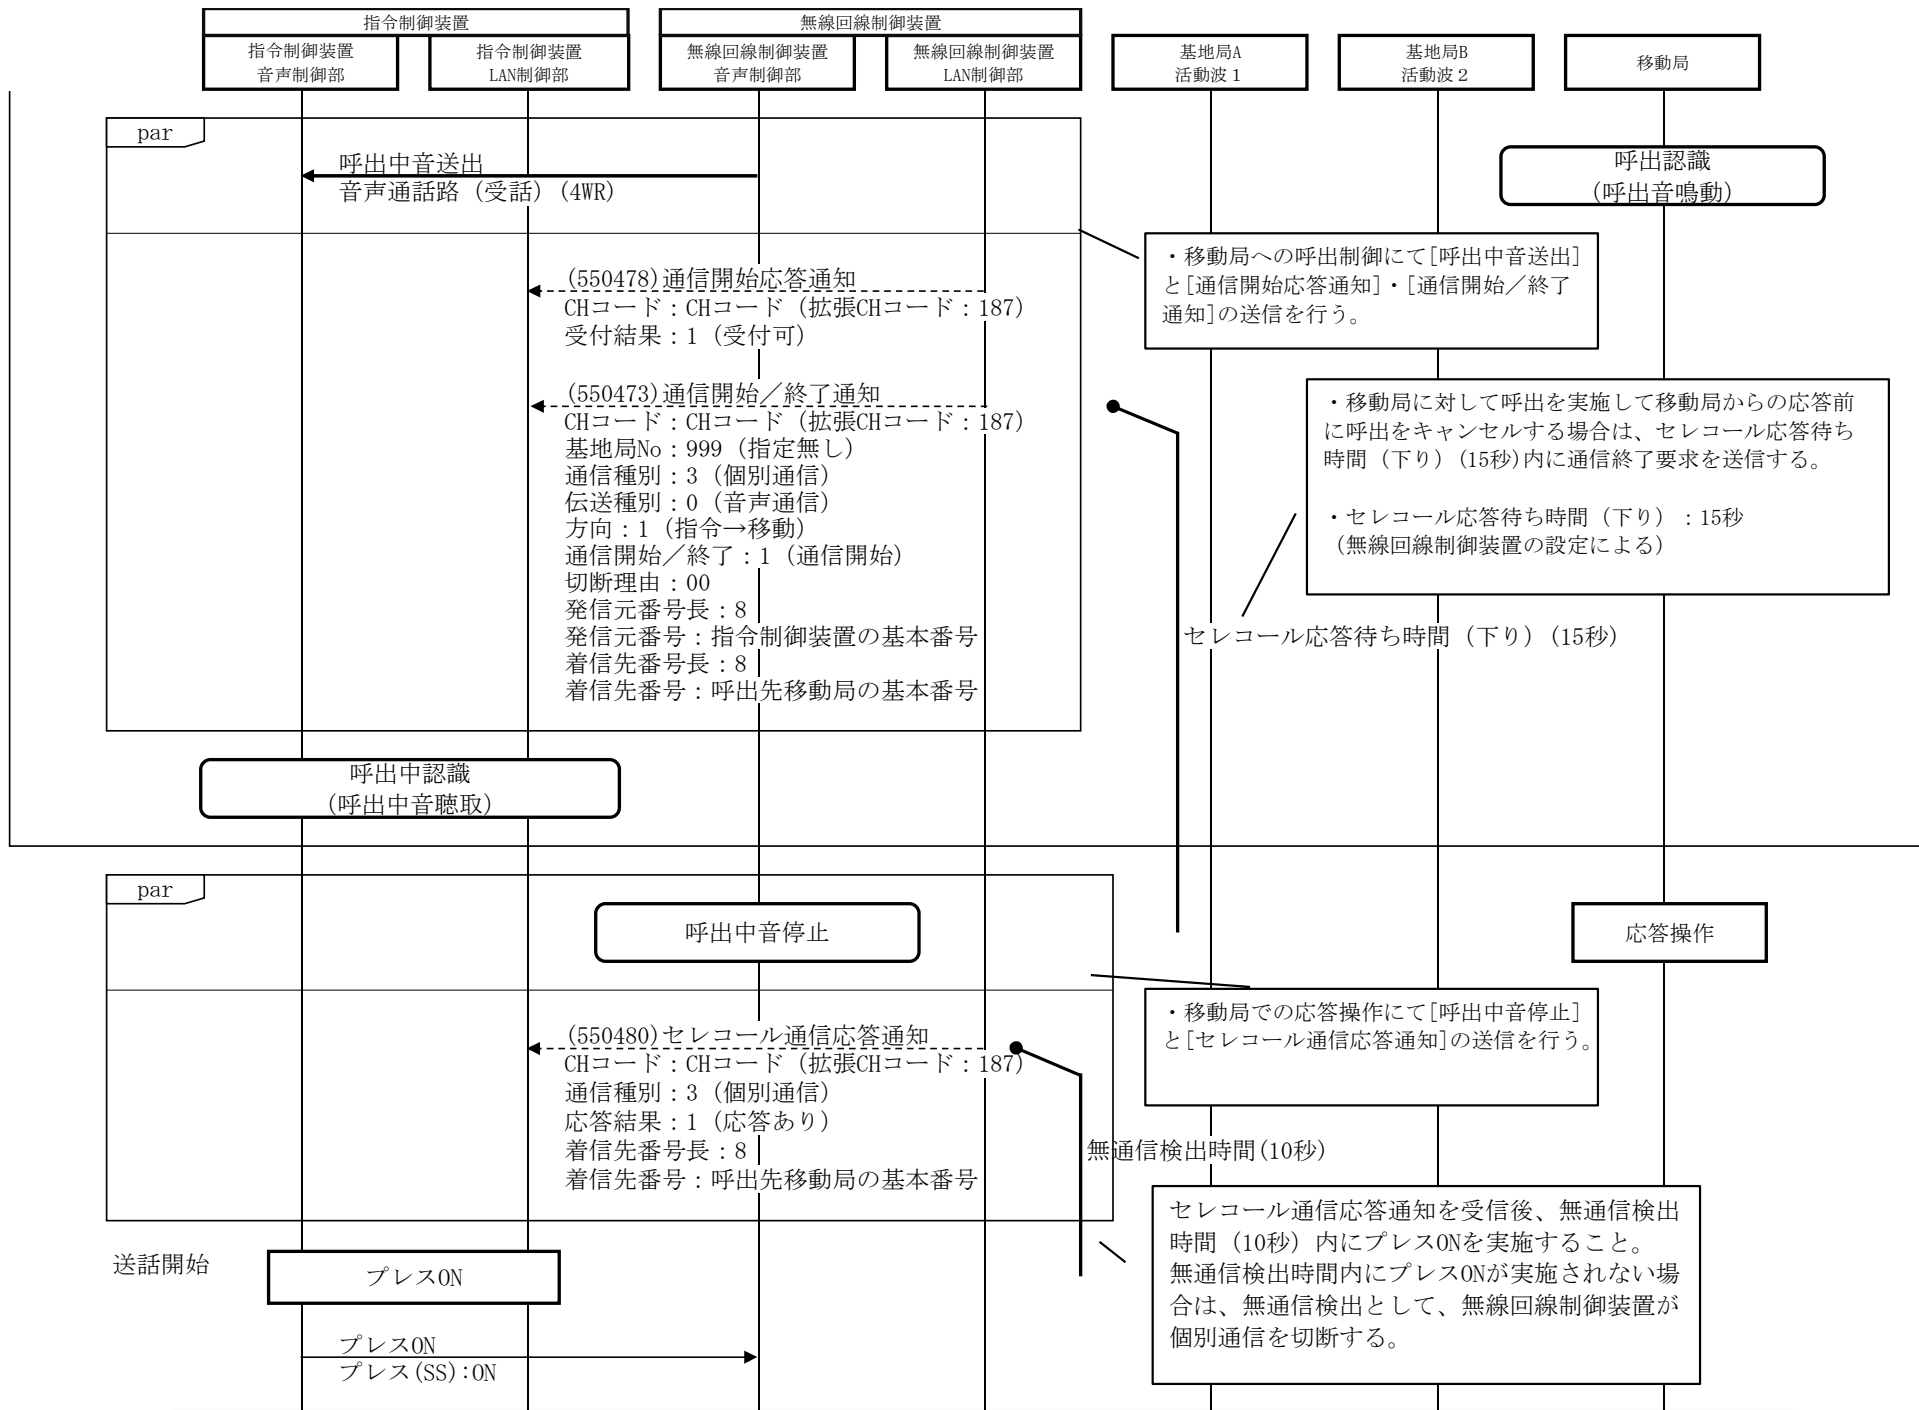 指令制御装置
無線回線制御装置
指令制御装置
音声制御部
指令制御装置
LAN制御部
無線回線制御装置
音声制御部
無線回線制御装置
LAN制御部
基地局A
活動波１
基地局B
活動波２
移動局
par
呼出中音送出
音声通話路（受話）(4WR)
呼出認識
(呼出音鳴動)
・移動局への呼出制御にて[呼出中音送出]
と[通信開始応答通知]・[通信開始／終了
通知]の送信を行う。
(550478)通信開始応答通知
CHコード：CHコード（拡張CHコード：187）
受付結果：1（受付可）
(550473)通信開始／終了通知
CHコード：CHコード（拡張CHコード：187）
基地局No：999（指定無し）
通信種別：3（個別通信）
伝送種別：0（音声通信）
方向：1（指令→移動）
通信開始／終了：1（通信開始）
切断理由：00
発信元番号長：8
発信元番号：指令制御装置の基本番号
着信先番号長：8
着信先番号：呼出先移動局の基本番号
・移動局に対して呼出を実施して移動局からの応答前
に呼出をキャンセルする場合は、セレコール応答待ち
時間（下り）(15秒)内に通信終了要求を送信する。
・セレコール応答待ち時間（下り）：15秒
（無線回線制御装置の設定による）
セレコール応答待ち時間（下り）(15秒)
呼出中認識
(呼出中音聴取)
par
呼出中音停止
応答操作
・移動局での応答操作にて[呼出中音停止]
と[セレコール通信応答通知]の送信を行う。
(550480)セレコール通信応答通知
CHコード：CHコード（拡張CHコード：187）
通信種別：3（個別通信）
応答結果：1（応答あり）
着信先番号長：8
着信先番号：呼出先移動局の基本番号
無通信検出時間(10秒)
セレコール通信応答通知を受信後、無通信検出
時間（10秒）内にプレスONを実施すること。
無通信検出時間内にプレスONが実施されない場
合は、無通信検出として、無線回線制御装置が
個別通信を切断する。
送話開始
プレスON
プレスON
プレス(SS):ON